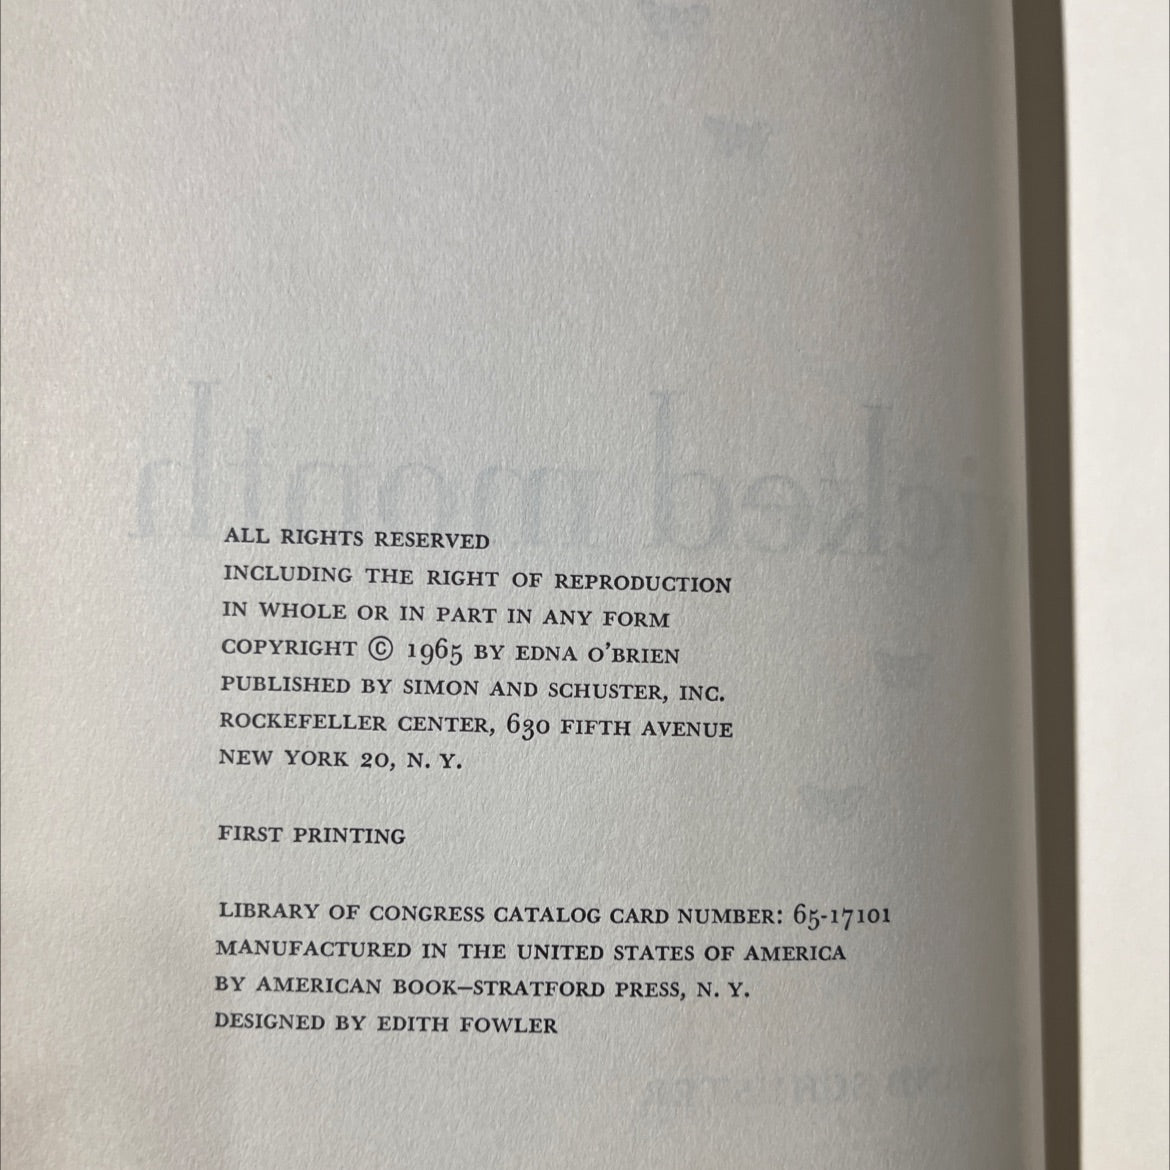 ALL RIGHTS RESERVED
INCLUDING THE RIGHT OF REPRODUCTION
IN WHOLE OR IN PART IN ANY FORM
COPYRIGHT © 1965 BY EDNA O'BRIEN
PUBLISHED BY SIMON AND SCHUSTER, INC.
ROCKEFELLER CENTER, 630 FIFTH AVENUE
NEW YORK 20, N. Y.
FIRST PRINTING
LIBRARY OF CONGRESS CATALOG CARD NUMBER: 65-17101
MANUFACTURED IN THE UNITED STATES OF AMERICA
BY AMERICAN BOOK–STRATFORD PRESS, N. Y.
DESIGNED BY EDITH FOWLER